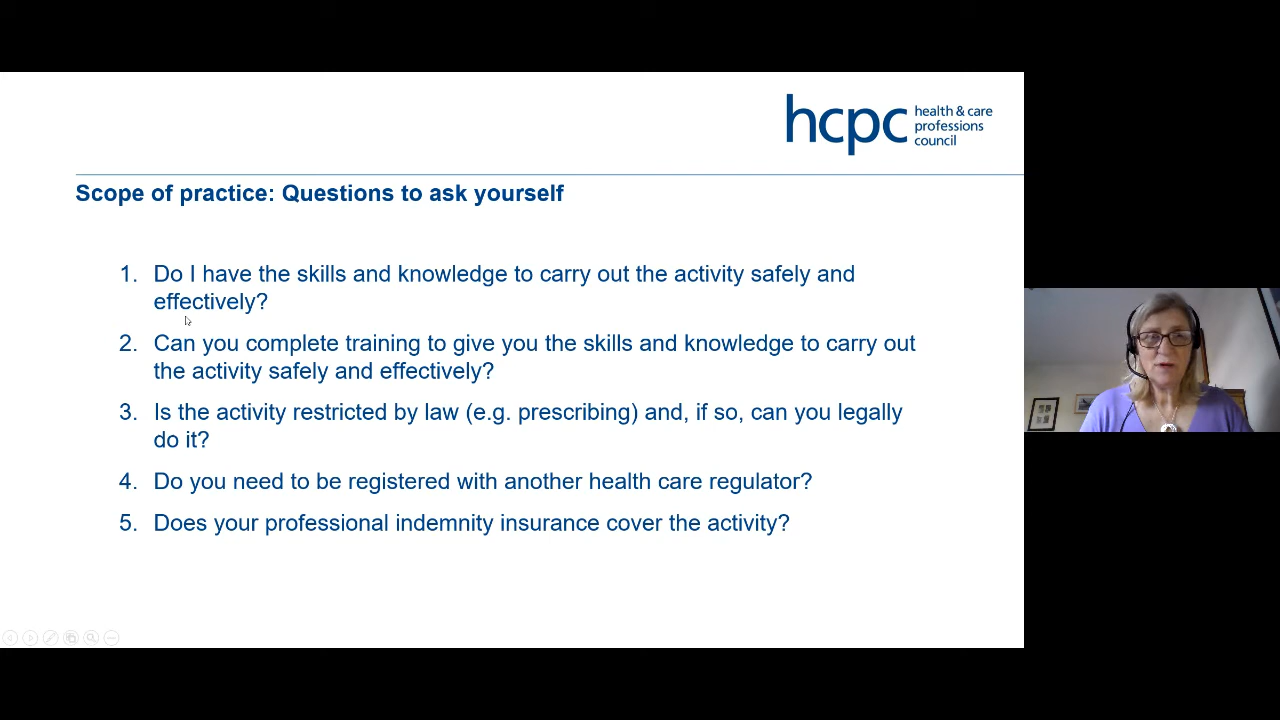 hcpc
health & care
professions
council
Scope of practice: Questions to ask yourself
1. Do I have the skills and knowledge to carry out the activity safely and
effectively?
2. Can you complete training to give you the skills and knowledge to carry out
the activity safely and effectively?
3. Is the activity restricted by law (e.g. prescribing) and, if so, can you legally
do it?
4. Do you need to be registered with another health care regulator?
5. Does your professional indemnity insurance cover the activity?